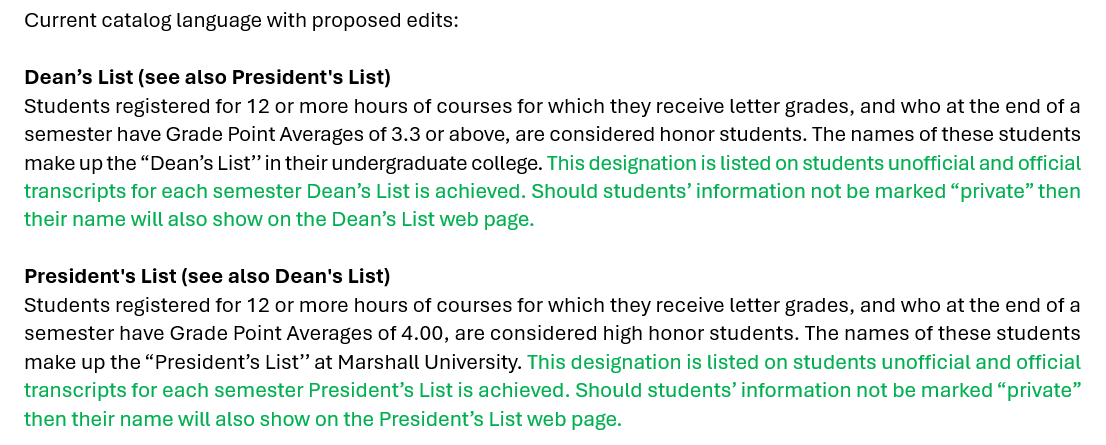 Current catalog language with proposed edits:
Dean’s List (see also President's List)
Students registered for 12 or more hours of courses for which they receive letter grades, and who at the end of a
semester have Grade Point Averages of 3.3 or above, are considered honor students. The names of these students
make up the “Dean’s List’’ in their undergraduate college. This designation is listed on students unofficial and official
transcripts for each semester Dean’s List is achieved. Should students’ information not be marked “private” then
their name will also show on the Dean’s List web page.
President's List (see also Dean's List)
Students registered for 12 or more hours of courses for which they receive letter grades, and who at the end of a
semester have Grade Point Averages of 4.00, are considered high honor students. The names of these students
make up the “President’s List’’ at Marshall University. This designation is listed on students unofficial and official
transcripts for each semester President’s List is achieved. Should students’ information not be marked “private”
then their name will also show on the President’s List web page.